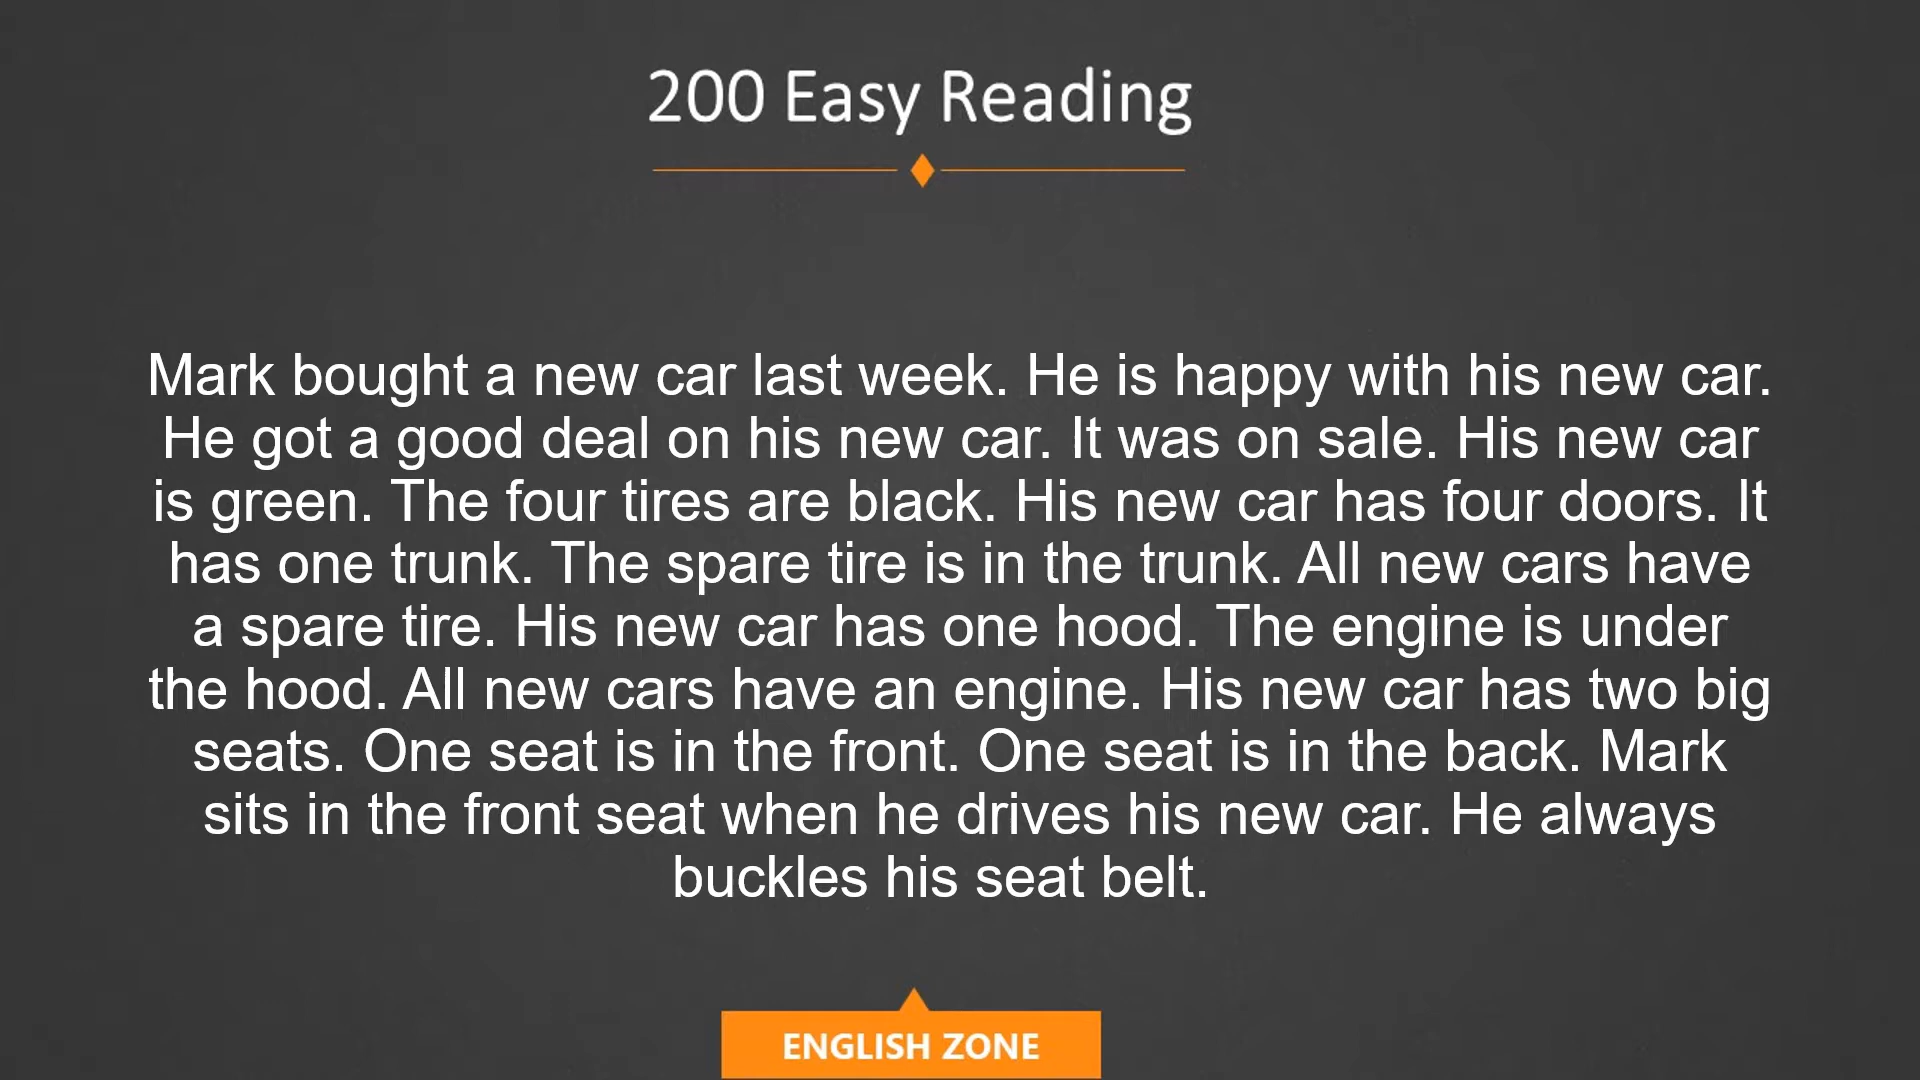 200 Easy Reading
Mark bought a new car last week. He is happy with his new car.
He got a good deal on his new car. It was on sale. His new car
is green. The four tires are black. His new car has four doors. It
has one trunk. The spare tire is in the trunk. All new cars have
a spare tire. His new car has one hood. The engine is under
the hood. All new cars have an engine. His new car has two big
seats. One seat is in the front. One seat is in the back. Mark
sits in the front seat when he drives his new car. He always
buckles his seat belt.
ENGLISH ZONE